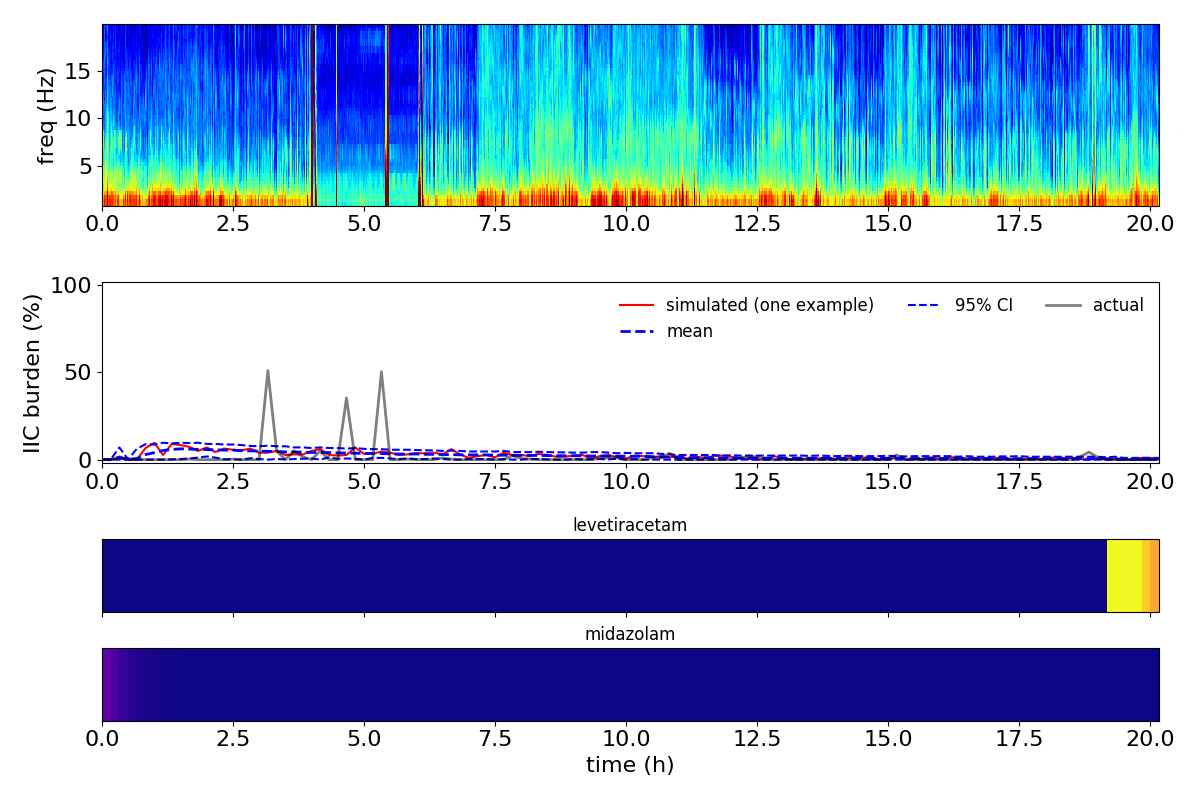 freq (Hz)
15
10
5
0.0 2.5 5.0 7.5 10.0 12.5 15.0 17.5 20.0
IIC burden (%)
100
50
0
simulated (one example)
mean
95% CI
actual
0.0 2.5 5.0 7.5 10.0 12.5 15.0 17.5 20.0
levetiracetam
midazolam
0.0 2.5 5.0 7.5 10.0 12.5 15.0 17.5 20.0
time (h)